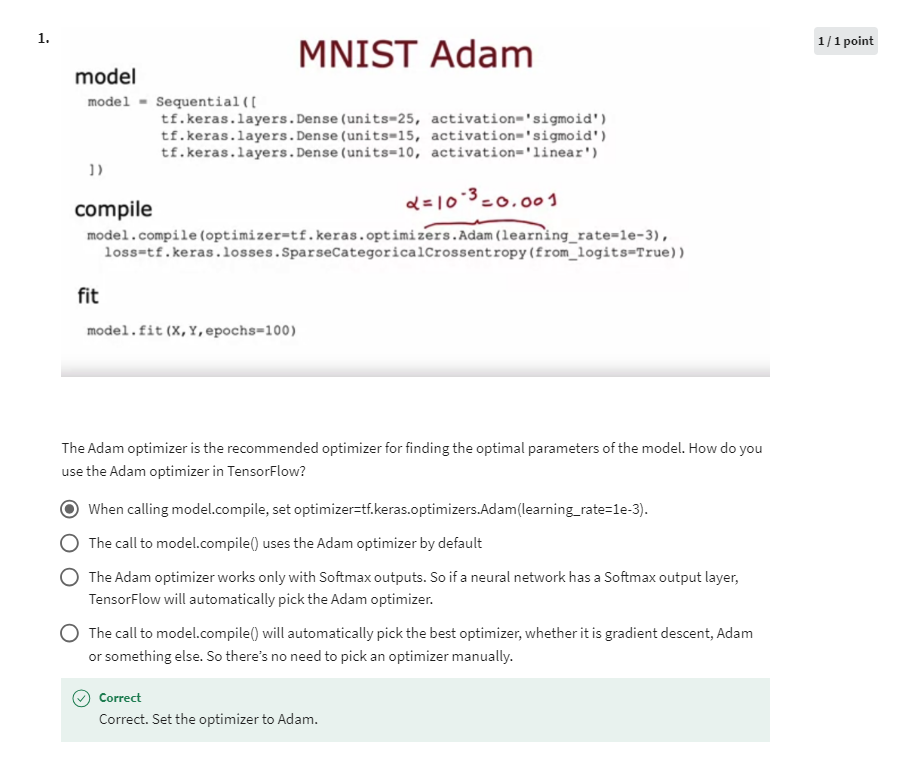 1.
1 / 1 point
MNIST Adam
model
model = Sequential([
tf.keras.layers.Dense(units=25, activation='sigmoid')
tf.keras.layers.Dense(units=15, activation='sigmoid')
tf.keras.layers.Dense(units=10, activation='linear')
])
α=10⁻³=0.001
compile
model.compile(optimizer=tf.keras.optimizers.Adam(learning_rate=1e-3),
loss=tf.keras.losses.SparseCategoricalCrossentropy(from_logits=True))
fit
model.fit(X,Y,epochs=100)
The Adam optimizer is the recommended optimizer for finding the optimal parameters of the model. How do you
use the Adam optimizer in TensorFlow?
When calling model.compile, set optimizer=tf.keras.optimizers.Adam(learning_rate=1e-3).
The call to model.compile() uses the Adam optimizer by default
The Adam optimizer works only with Softmax outputs. So if a neural network has a Softmax output layer,
TensorFlow will automatically pick the Adam optimizer.
The call to model.compile() will automatically pick the best optimizer, whether it is gradient descent, Adam
or something else. So there's no need to pick an optimizer manually.
Correct
Correct. Set the optimizer to Adam.